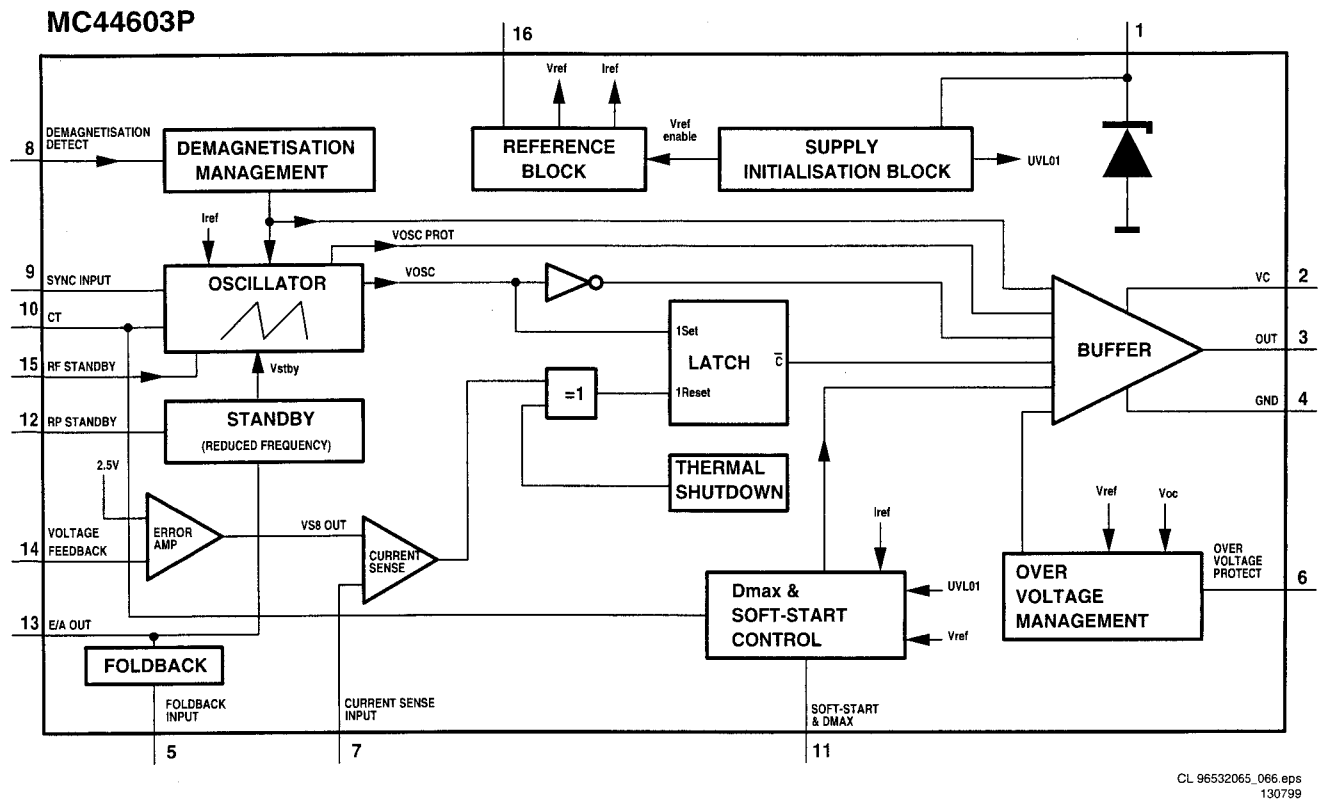 MC44603P
16
1
Vref
Iref
DEMAGNETISATION
DETECT
8
DEMAGNETISATION
MANAGEMENT
REFERENCE
BLOCK
Vref
enable
SUPPLY
INITIALISATION BLOCK
UVL01
Iref
VOSC PROT
9
SYNC INPUT
OSCILLATOR
VOSC
VC
2
10
CT
1Set
LATCH
C
1Reset
BUFFER
OUT
3
15
RF STANDBY
Vstby
=1
GND
4
12
RP STANDBY
STANDBY
(REDUCED FREQUENCY)
2.5V
THERMAL
SHUTDOWN
ERROR
AMP
VS8 OUT
VOLTAGE
FEEDBACK
14
CURRENT
SENSE
Iref
Vref
Voc
OVER
VOLTAGE
PROTECT
6
OVER
VOLTAGE
MANAGEMENT
Dmax &
SOFT-START
CONTROL
UVL01
Vref
13
E/A OUT
FOLDBACK
FOLDBACK
INPUT
5
CURRENT SENSE
INPUT
7
SOFT-START
& DMAX
11
CL 96532065_066.eps
130799